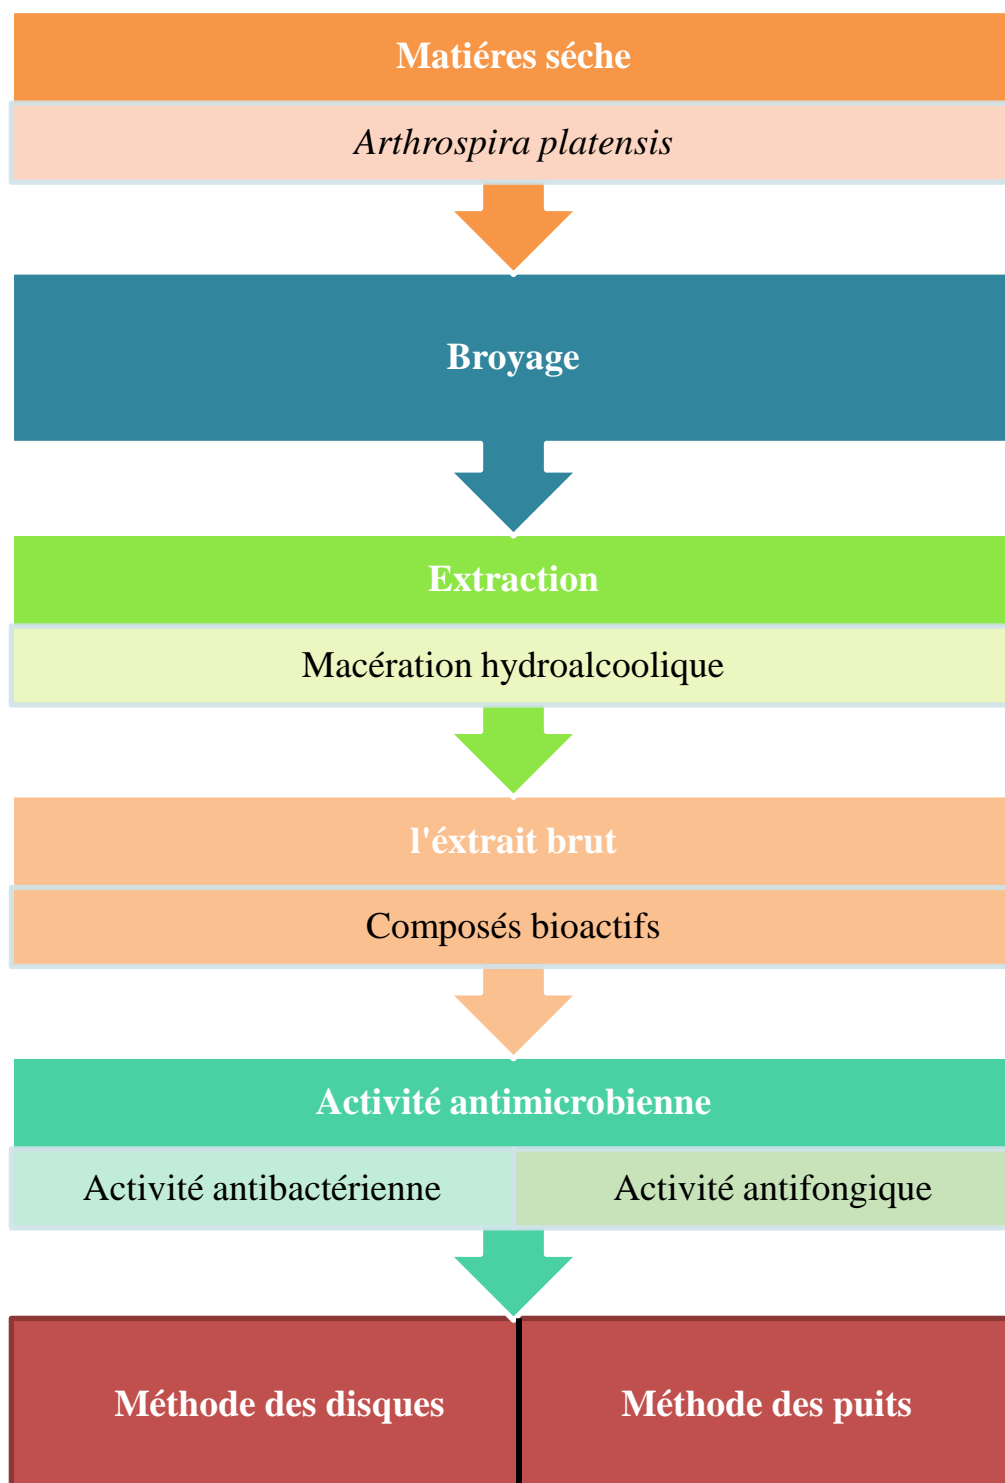 Matiéres séche
Arthrospira platensis
Broyage
Extraction
Macération hydroalcoolique
l'éxtrait brut
Composés bioactifs
Activité antimicrobienne
Activité antibactérienne
Activité antifongique
Méthode des disques
Méthode des puits